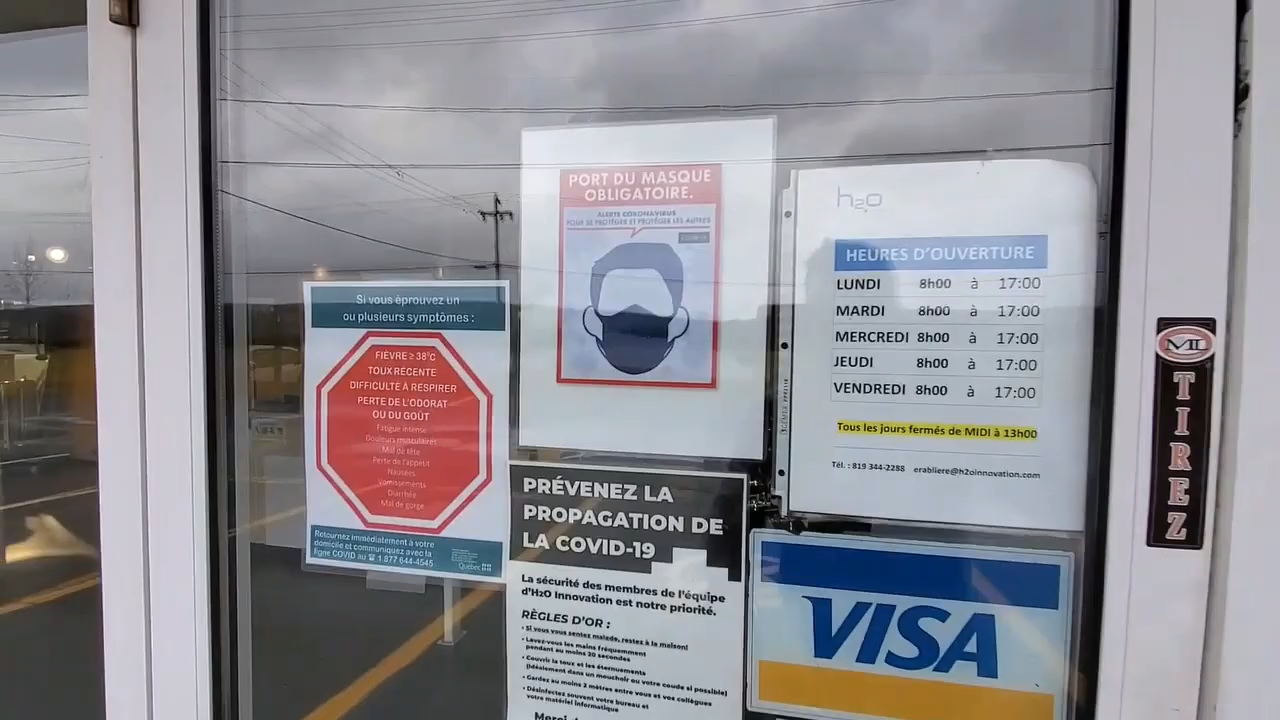 Si vous éprouvez un
ou plusieurs symptômes :
FIÈVRE ≥ 38°C
TOUX RÉCENTE
DIFFICULTÉ À RESPIRER
PERTE DE L'ODORAT
OU DU GOÛT
Fatigue intense
Douleurs musculaires
Mal de tête
Perte de l'appétit
Nausées
Vomissements
Diarrhée
Mal de gorge
Retournez immédiatement à votre
domicile et communiquez avec la
ligne COVID au ☎ 1 877 644-4545
Québec
PORT DU MASQUE
OBLIGATOIRE.
ALERTE CORONAVIRUS
POUR SE PROTÉGER ET PROTÉGER LES AUTRES
PRÉVENEZ LA
PROPAGATION DE
LA COVID-19
La sécurité des membres de l'équipe
d'H2O Innovation est notre priorité.
RÈGLES D'OR :
• Si vous vous sentez malade, restez à la maison!
• Lavez-vous les mains fréquemment
pendant au moins 20 secondes
• Couvrir la toux et les éternuements
(idéalement dans un mouchoir ou votre coude si possible)
• Gardez au moins 2 mètres entre vous et vos collègues
• Désinfectez souvent votre bureau et
votre matériel informatique
h2o
HEURES D'OUVERTURE
LUNDI 8h00 à 17:00
MARDI 8h00 à 17:00
MERCREDI 8h00 à 17:00
JEUDI 8h00 à 17:00
VENDREDI 8h00 à 17:00
Tous les jours fermés de MIDI à 13h00
Tél. : 819 344-2288 erabliere@h2oinnovation.com
VISA
TIREZ